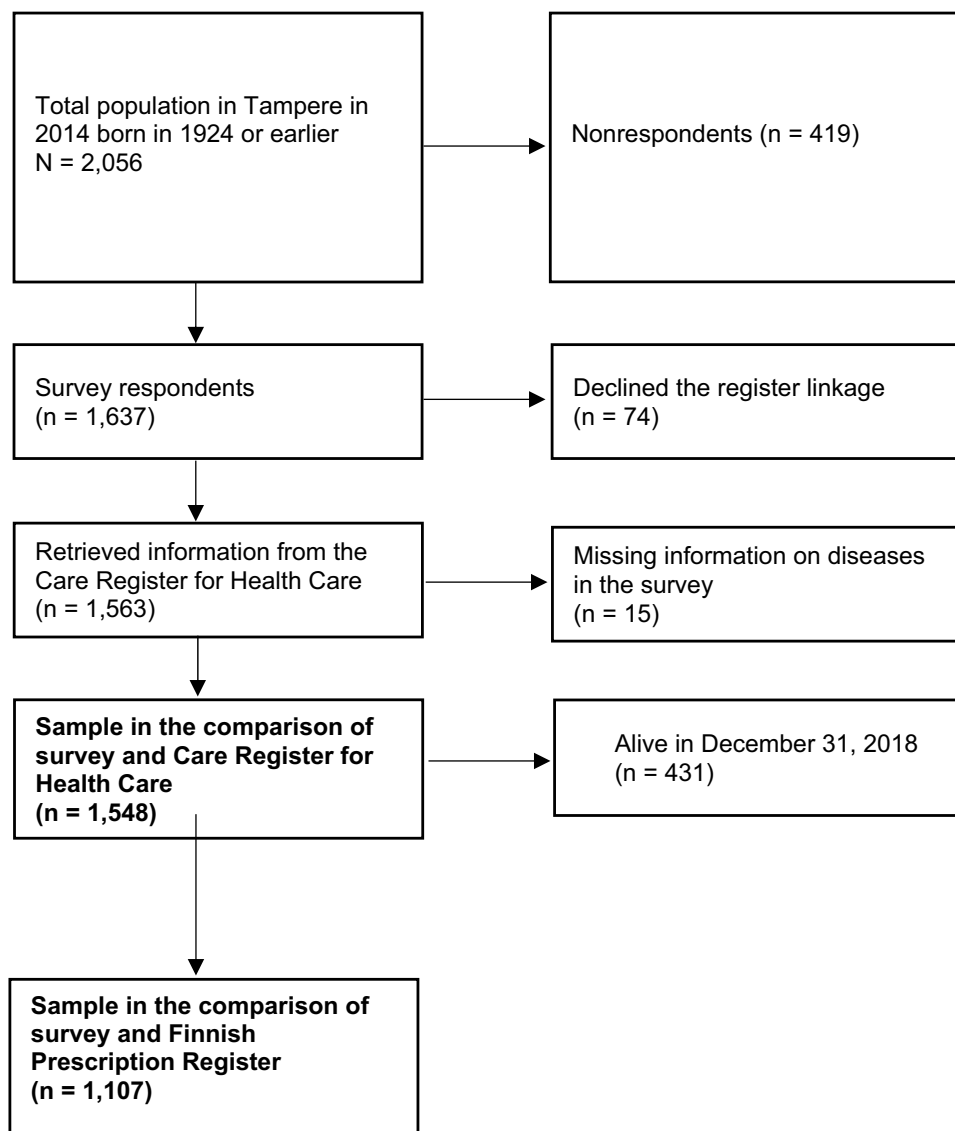 Total population in Tampere in
2014 born in 1924 or earlier
N = 2,056
Nonrespondents (n = 419)
Survey respondents
(n = 1,637)
Declined the register linkage
(n = 74)
Retrieved information from the
Care Register for Health Care
(n = 1,563)
Missing information on diseases
in the survey
(n = 15)
Sample in the comparison of
survey and Care Register for
Health Care
(n = 1,548)
Alive in December 31, 2018
(n = 431)
Sample in the comparison of
survey and Finnish
Prescription Register
(n = 1,107)